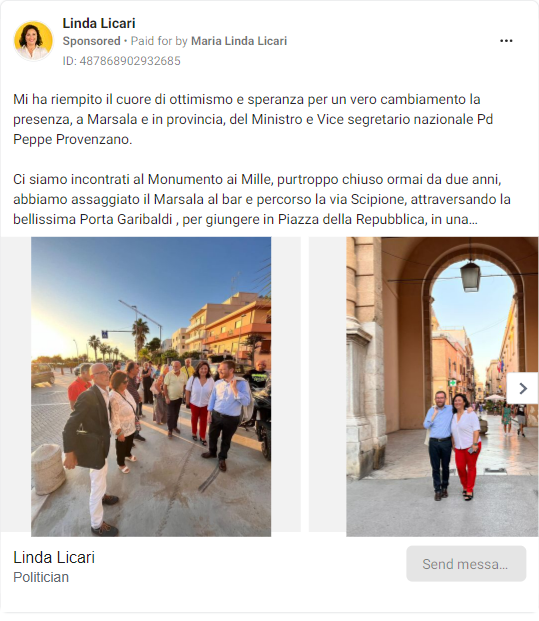 Linda Licari
Sponsored • Paid for by Maria Linda Licari
ID: 487868902932685
Mi ha riempito il cuore di ottimismo e speranza per un vero cambiamento la
presenza, a Marsala e in provincia, del Ministro e Vice segretario nazionale Pd
Peppe Provenzano.
Ci siamo incontrati al Monumento ai Mille, purtroppo chiuso ormai da due anni,
abbiamo assaggiato il Marsala al bar e percorso la via Scipione, attraversando la
bellissima Porta Garibaldi , per giungere in Piazza della Repubblica, in una...
Linda Licari
Politician
Send messa...